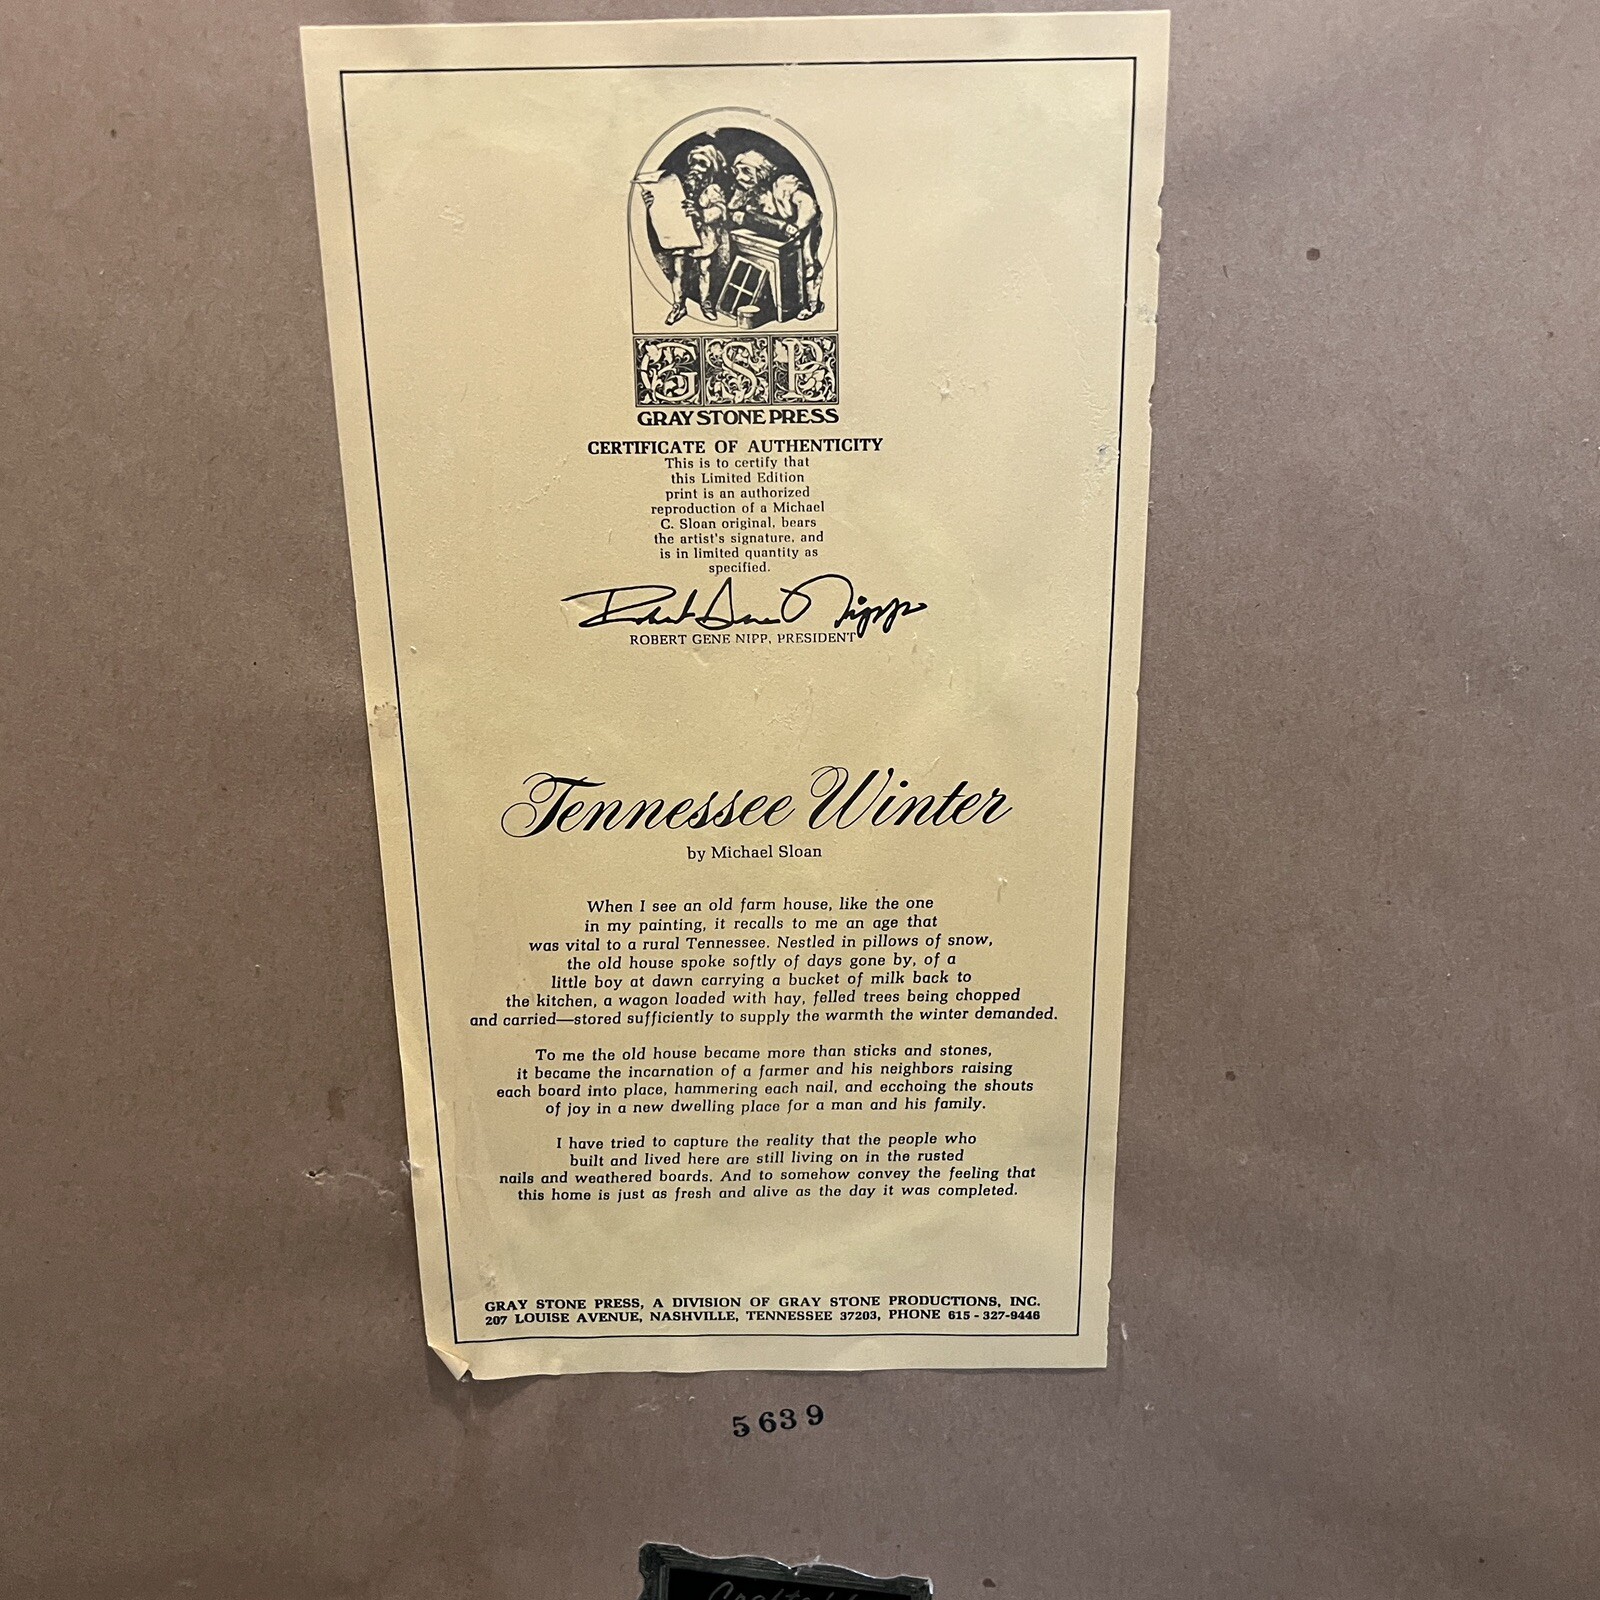 GSP
GRAY STONE PRESS
CERTIFICATE OF AUTHENTICITY
This is to certify that
this Limited Edition
print is an authorized
reproduction of a Michael
C. Sloan original, bears
the artist's signature, and
is in limited quantity as
specified.
Robert Gene Nipp
ROBERT GENE NIPP, PRESIDENT
Tennessee Winter
by Michael Sloan
When I see an old farm house, like the one
in my painting, it recalls to me an age that
was vital to a rural Tennessee. Nestled in pillows of snow,
the old house spoke softly of days gone by, of a
little boy at dawn carrying a bucket of milk back to
the kitchen, a wagon loaded with hay, felled trees being chopped
and carried—stored sufficiently to supply the warmth the winter demanded.
To me the old house became more than sticks and stones,
it became the incarnation of a farmer and his neighbors raising
each board into place, hammering each nail, and ecchoing the shouts
of joy in a new dwelling place for a man and his family.
I have tried to capture the reality that the people who
built and lived here are still living on in the rusted
nails and weathered boards. And to somehow convey the feeling that
this home is just as fresh and alive as the day it was completed.
GRAY STONE PRESS, A DIVISION OF GRAY STONE PRODUCTIONS, INC.
207 LOUISE AVENUE, NASHVILLE, TENNESSEE 37203, PHONE 615 - 327-9446
5639